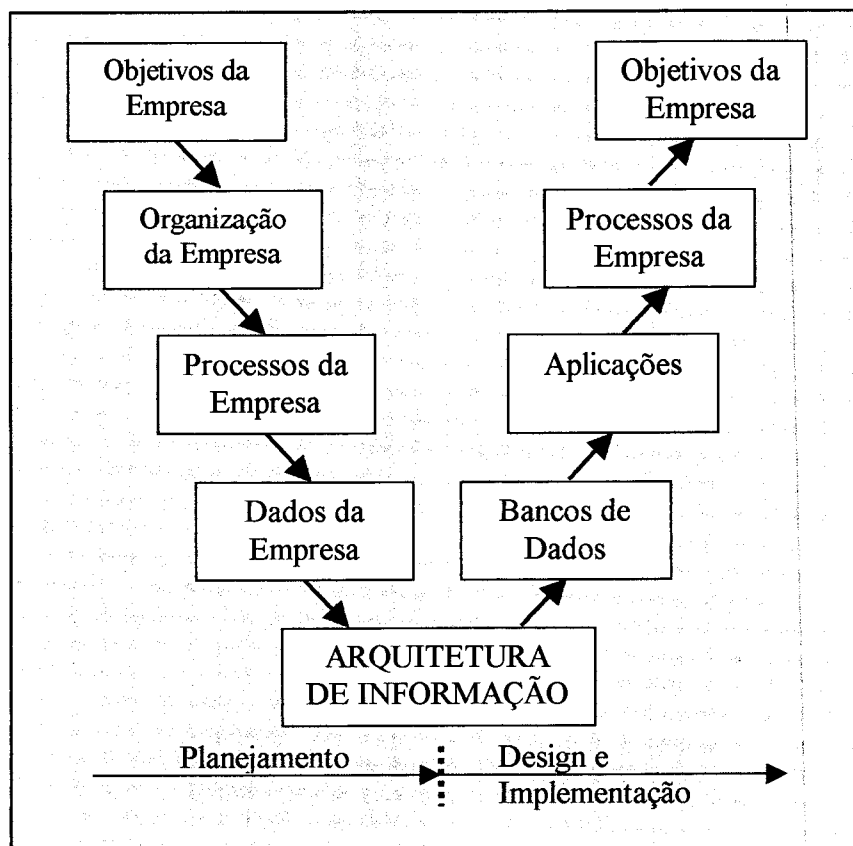 Objetivos da
Empresa
Organização
da Empresa
Processos da
Empresa
Dados da
Empresa
ARQUITETURA
DE INFORMAÇÃO
Bancos de
Dados
Aplicações
Processos da
Empresa
Objetivos da
Empresa
Planejamento
Design e
Implementação